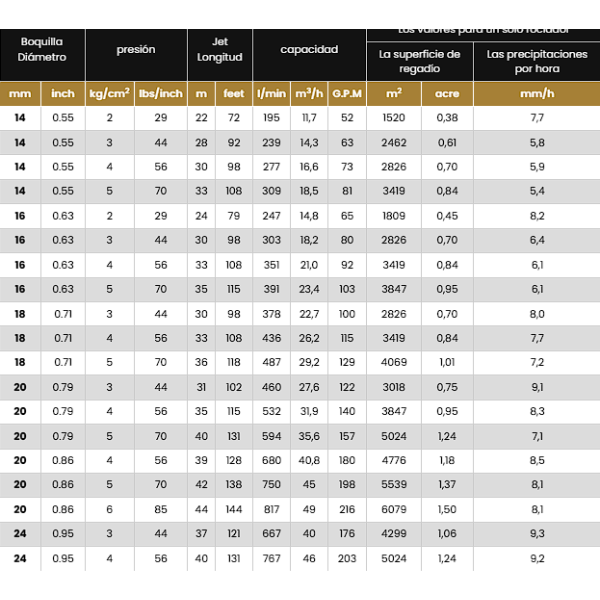 Los valores para un solo rociador
Boquilla Diámetro presión Jet Longitud capacidad La superficie de regadío Las precipitaciones por hora
mm inch kg/cm² lbs/inch m feet l/min m³/h G.P.M m² acre mm/h
14 0.55 2 29 22 72 195 11,7 52 1520 0,38 7,7
14 0.55 3 44 28 92 239 14,3 63 2462 0,61 5,8
14 0.55 4 56 30 98 277 16,6 73 2826 0,70 5,9
14 0.55 5 70 33 108 309 18,5 81 3419 0,84 5,4
16 0.63 2 29 24 79 247 14,8 65 1809 0,45 8,2
16 0.63 3 44 30 98 303 18,2 80 2826 0,70 6,4
16 0.63 4 56 33 108 351 21,0 92 3419 0,84 6,1
16 0.63 5 70 35 115 391 23,4 103 3847 0,95 6,1
18 0.71 3 44 30 98 378 22,7 100 2826 0,70 8,0
18 0.71 4 56 33 108 436 26,2 115 3419 0,84 7,7
18 0.71 5 70 36 118 487 29,2 129 4069 1,01 7,2
20 0.79 3 44 31 102 460 27,6 122 3018 0,75 9,1
20 0.79 4 56 35 115 532 31,9 140 3847 0,95 8,3
20 0.79 5 70 40 131 594 35,6 157 5024 1,24 7,1
20 0.86 4 56 39 128 680 40,8 180 4776 1,18 8,5
20 0.86 5 70 42 138 750 45 198 5539 1,37 8,1
20 0.86 6 85 44 144 817 49 216 6079 1,50 8,1
24 0.95 3 44 37 121 667 40 176 4299 1,06 9,3
24 0.95 4 56 40 131 767 46 203 5024 1,24 9,2